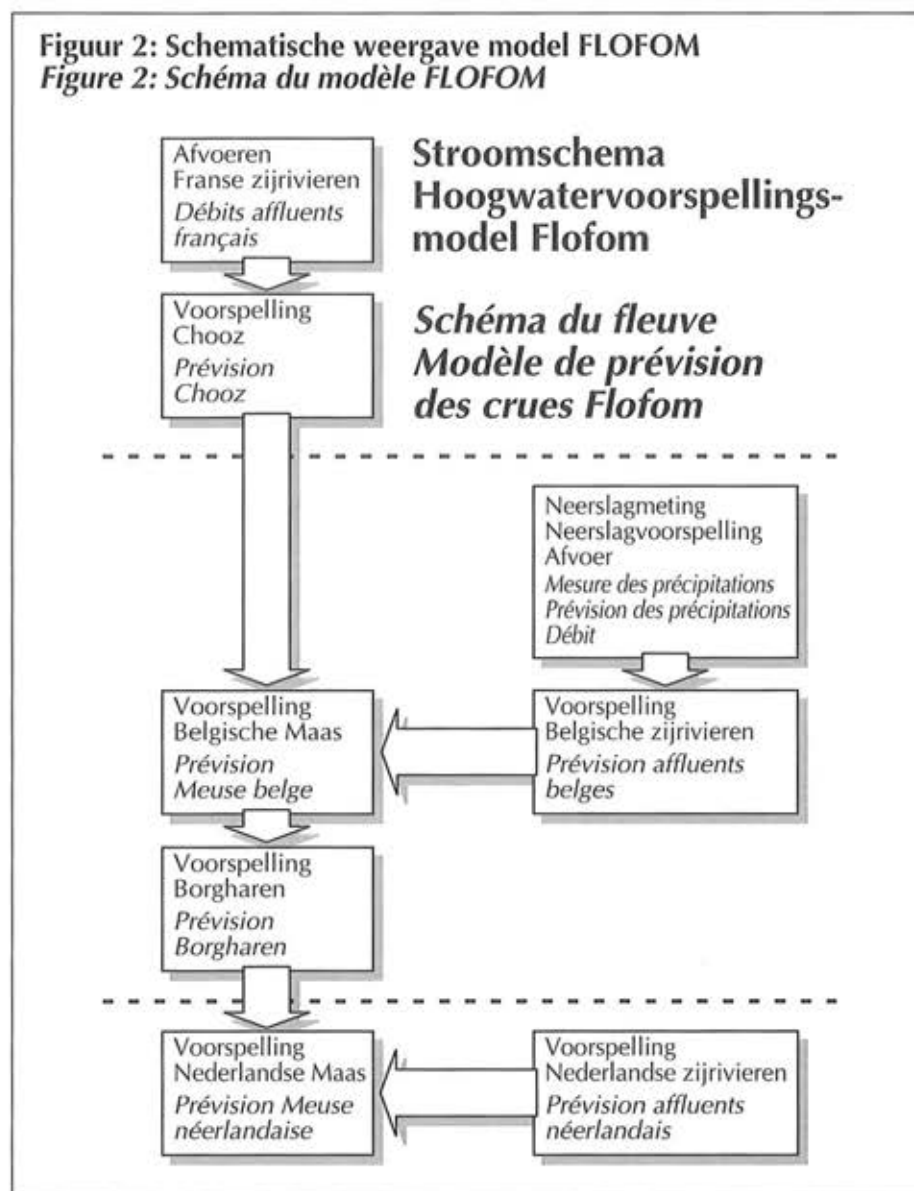 Figuur 2: Schematische weergave model FLOFOM
Figure 2: Schéma du modèle FLOFOM
Afvoeren
Franse zijrivieren
Débits affluents
français
Stroomschema
Hoogwatervoorspellings-
model Flofom
Voorspelling
Chooz
Prévision
Chooz
Schéma du fleuve
Modèle de prévision
des crues Flofom
Neerslagmeting
Neerslagvoorspelling
Afvoer
Mesure des précipitations
Prévision des précipitations
Débit
Voorspelling
Belgische Maas
Prévision
Meuse belge
Voorspelling
Belgische zijrivieren
Prévision affluents
belges
Voorspelling
Borgharen
Prévision
Borgharen
Voorspelling
Nederlandse Maas
Prévision Meuse
néerlandaise
Voorspelling
Nederlandse zijrivieren
Prévision affluents
néerlandais